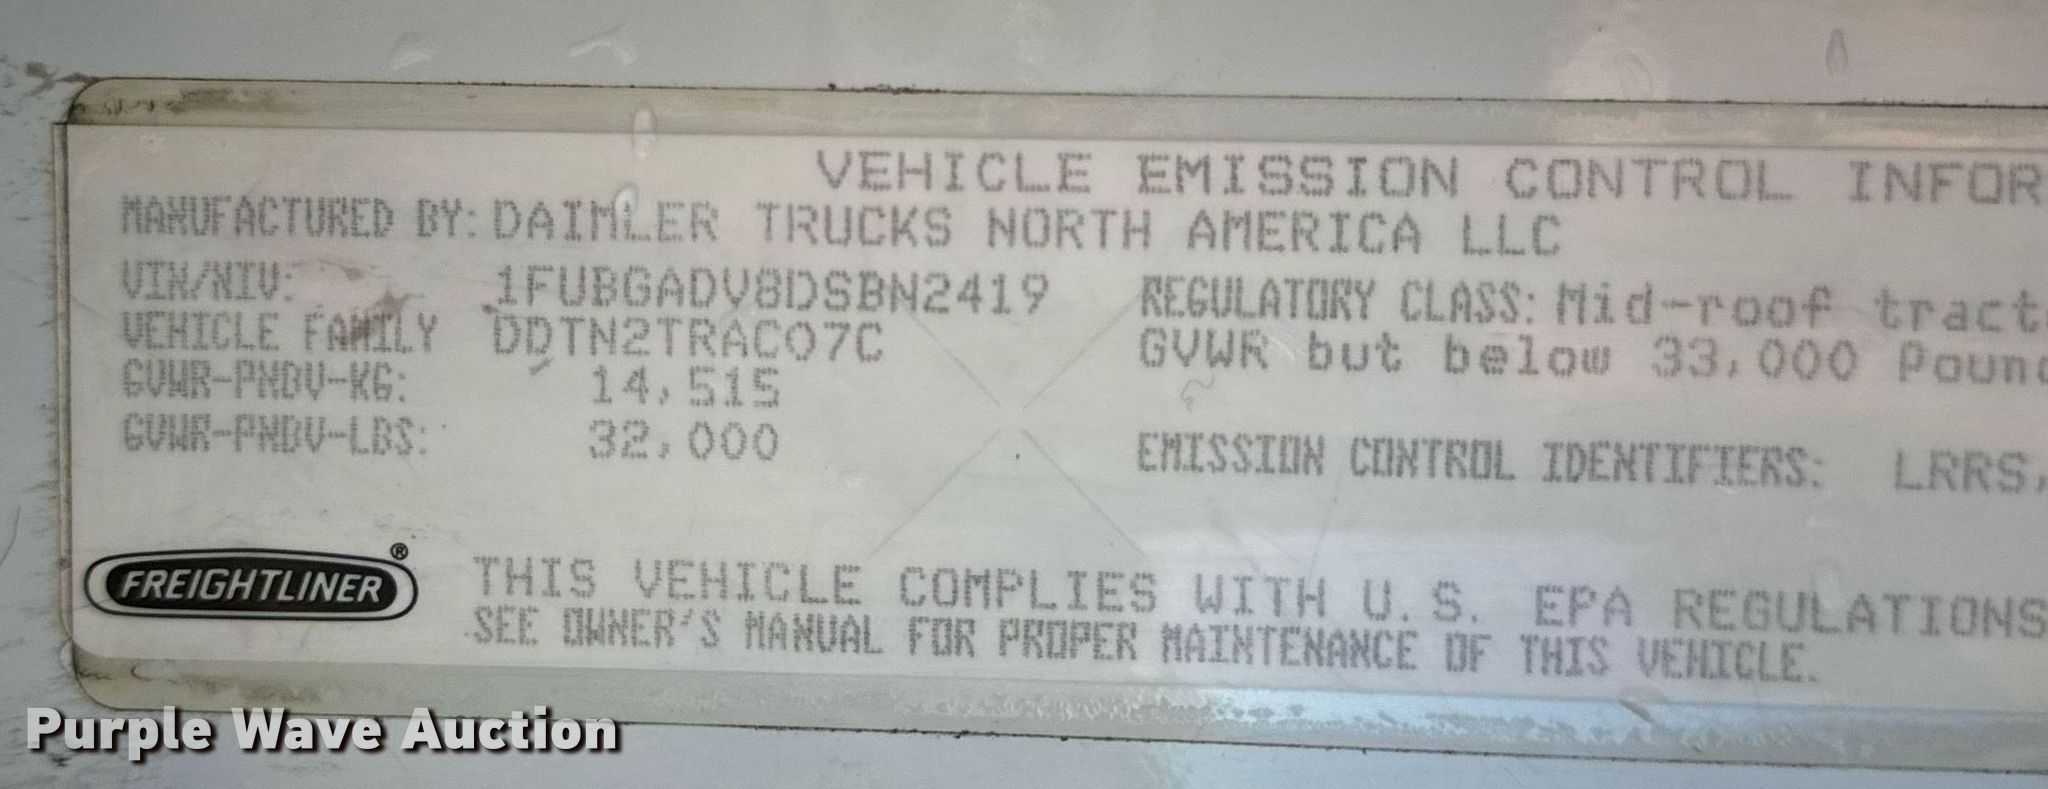 VEHICLE EMISSION CONTROL INFOR
MANUFACTURED BY: DAIMLER TRUCKS NORTH AMERICA LLC
VIN/NIV: 1FUBGADV8DSBN2419 REGULATORY CLASS: Mid-roof tract
VEHICLE FAMILY DDTN2TRAC07C GVWR but below 33,000 Poun
GVWR-PNBV-KG: 14,515
GVWR-PNBV-LBS: 32,000 EMISSION CONTROL IDENTIFIERS: LRRS,
FREIGHTLINER®
THIS VEHICLE COMPLIES WITH U.S. EPA REGULATIONS
SEE OWNER'S MANUAL FOR PROPER MAINTENANCE OF THIS VEHICLE.
Purple Wave Auction